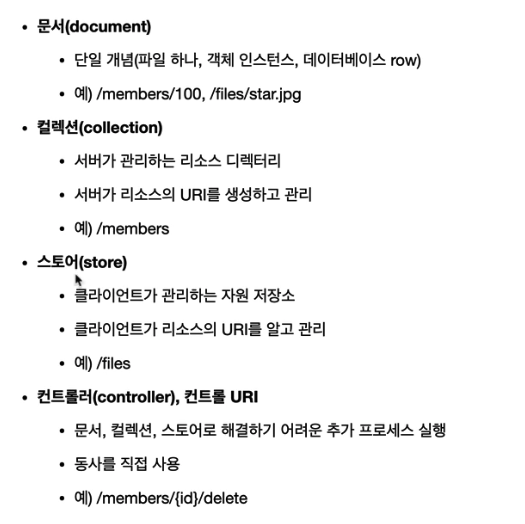 • 문서(document)
• 단일 개념(파일 하나, 객체 인스턴스, 데이터베이스 row)
• 예) /members/100, /files/star.jpg
• 컬렉션(collection)
• 서버가 관리하는 리소스 디렉터리
• 서버가 리소스의 URI를 생성하고 관리
• 예) /members
• 스토어(store)
• 클라이언트가 관리하는 자원 저장소
• 클라이언트가 리소스의 URI를 알고 관리
• 예) /files
• 컨트롤러(controller), 컨트롤 URI
• 문서, 컬렉션, 스토어로 해결하기 어려운 추가 프로세스 실행
• 동사를 직접 사용
• 예) /members/{id}/delete